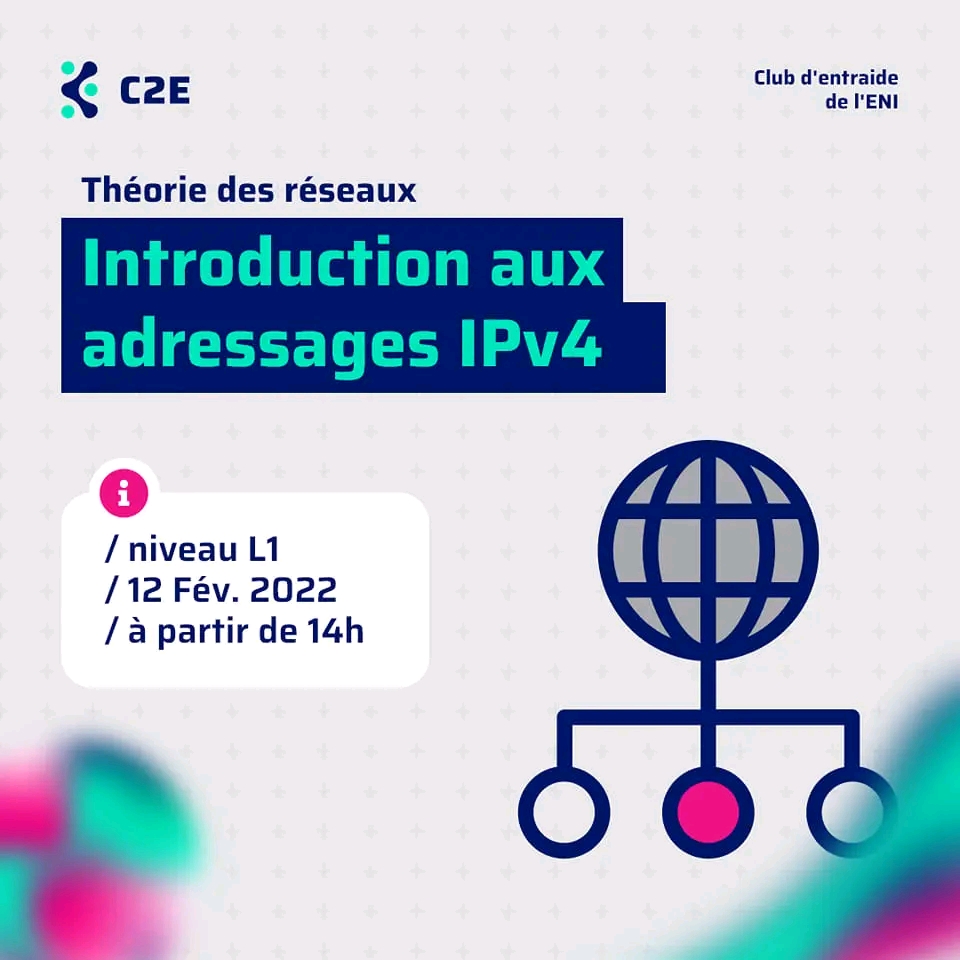 C2E
Club d'entraide
de l'ENI
Théorie des réseaux
Introduction aux
adressages IPv4
i
/ niveau L1
/ 12 Fév. 2022
/ à partir de 14h